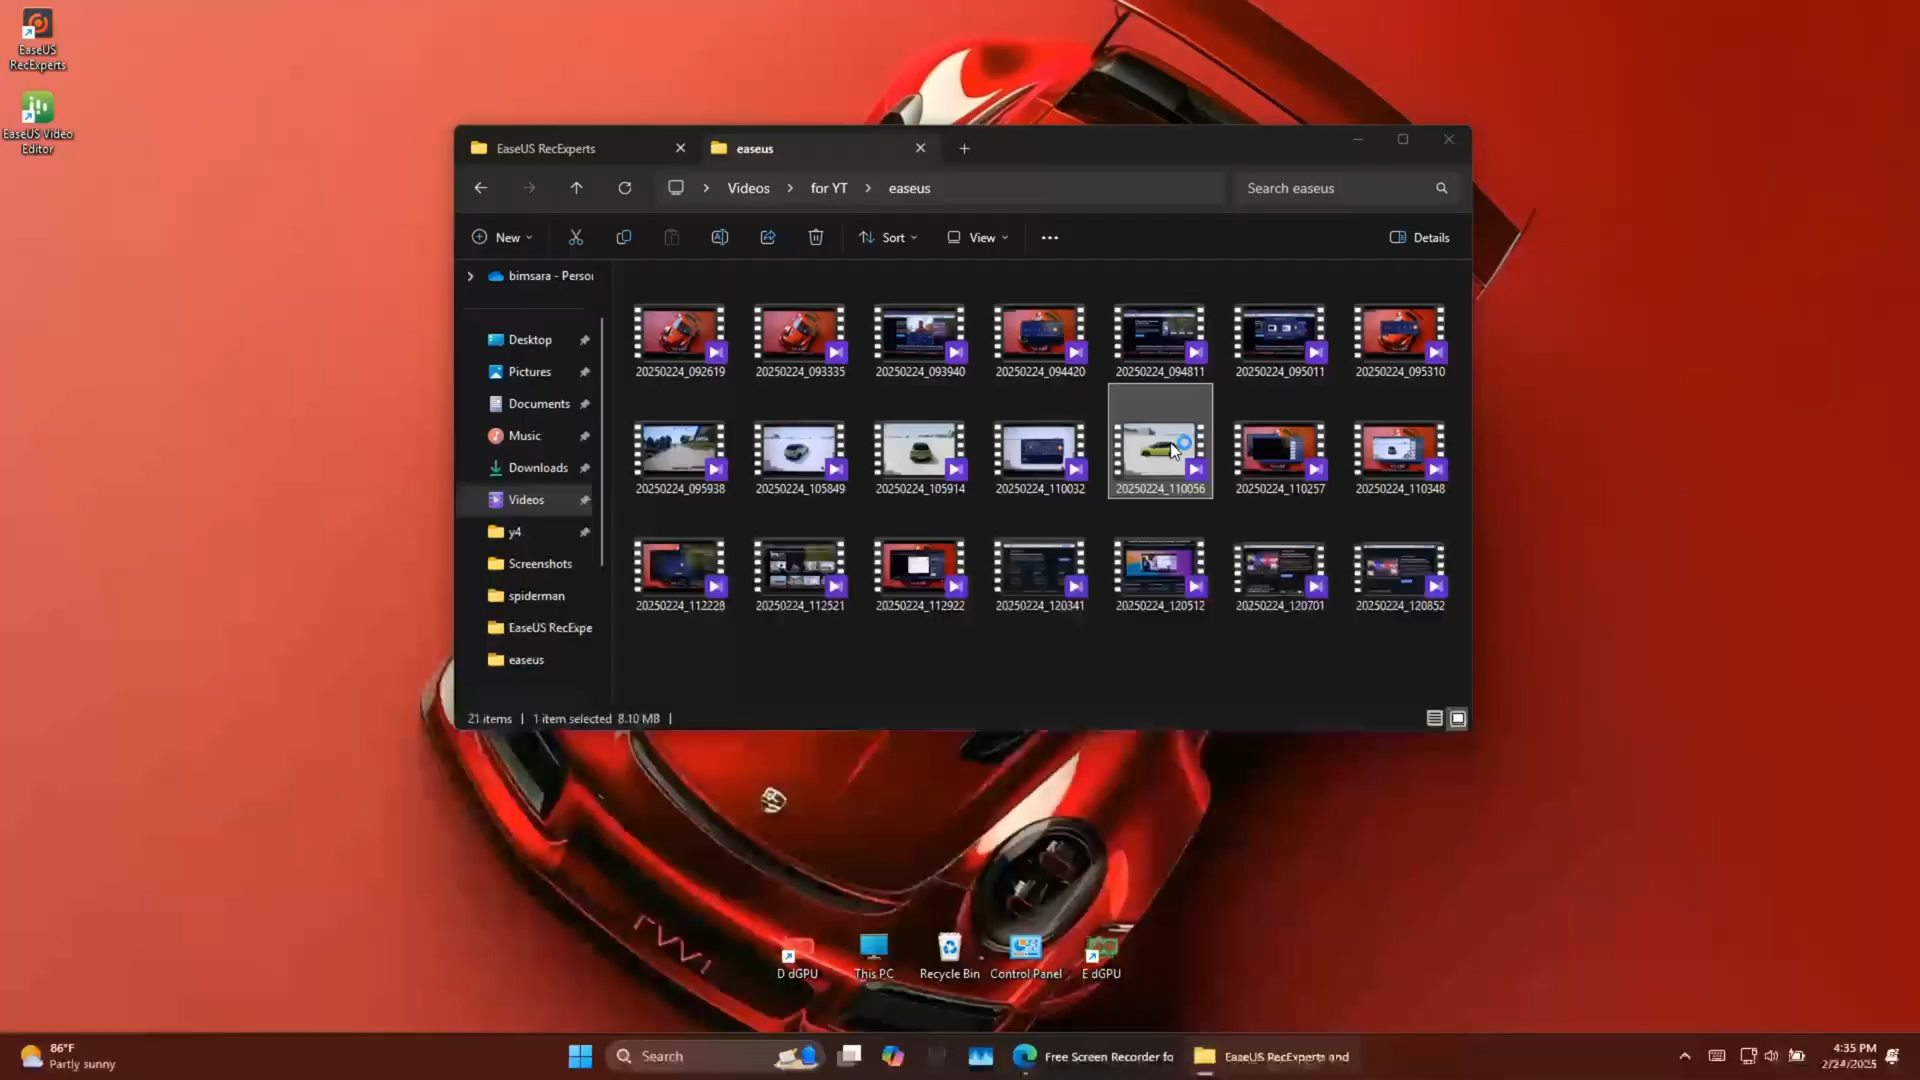 EaseUS
RecExperts
EaseUS Video
Editor
EaseUS RecExperts
easeus
Videos
for YT
easeus
Search easeus
New
Sort
View
Details
bimsara - Person
Desktop
Pictures
Documents
Music
Downloads
Videos
y4
Screenshots
spiderman
EaseUS RecExpe
easeus
20250224_092619
20250224_093335
20250224_093940
20250224_094420
20250224_094811
20250224_095011
20250224_095310
20250224_095938
20250224_105849
20250224_105914
20250224_110032
20250224_110056
20250224_110257
20250224_110348
20250224_112228
20250224_112521
20250224_112922
20250224_120341
20250224_120512
20250224_120701
20250224_120852
21 items
1 item selected 8.10 MB
D dGPU
This PC
Recycle Bin
Control Panel
E dGPU
86°F
Partly sunny
Search
Free Screen Recorder fo
EaseUS RecExperts and
4:35 PM
2/24/2025